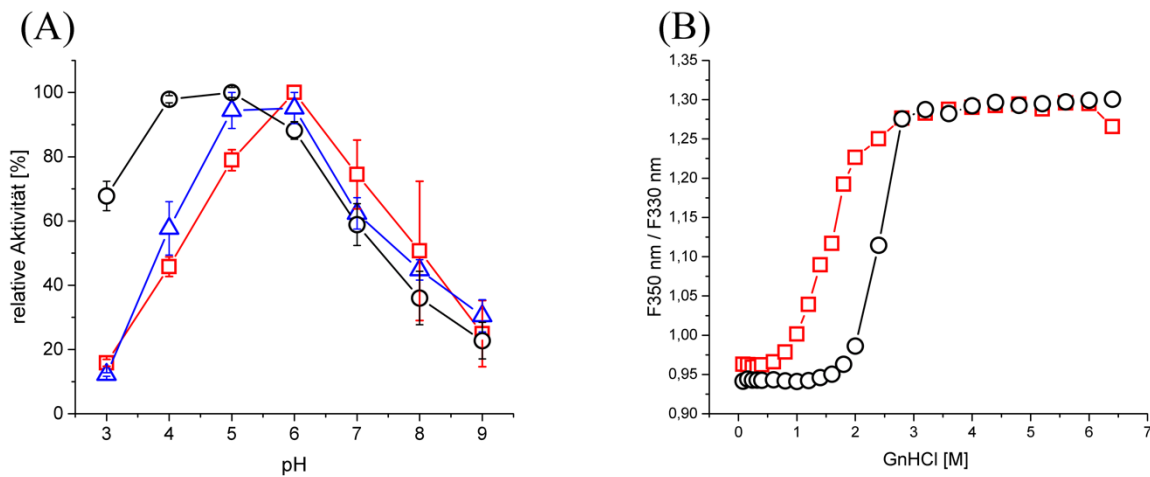 (A)
relative Aktivität [%]
100
80
60
40
20
0
3 4 5 6 7 8 9
pH
(B)
F350 nm / F330 nm
1,35
1,30
1,25
1,20
1,15
1,10
1,05
1,00
0,95
0,90
0 1 2 3 4 5 6 7
GnHCl [M]